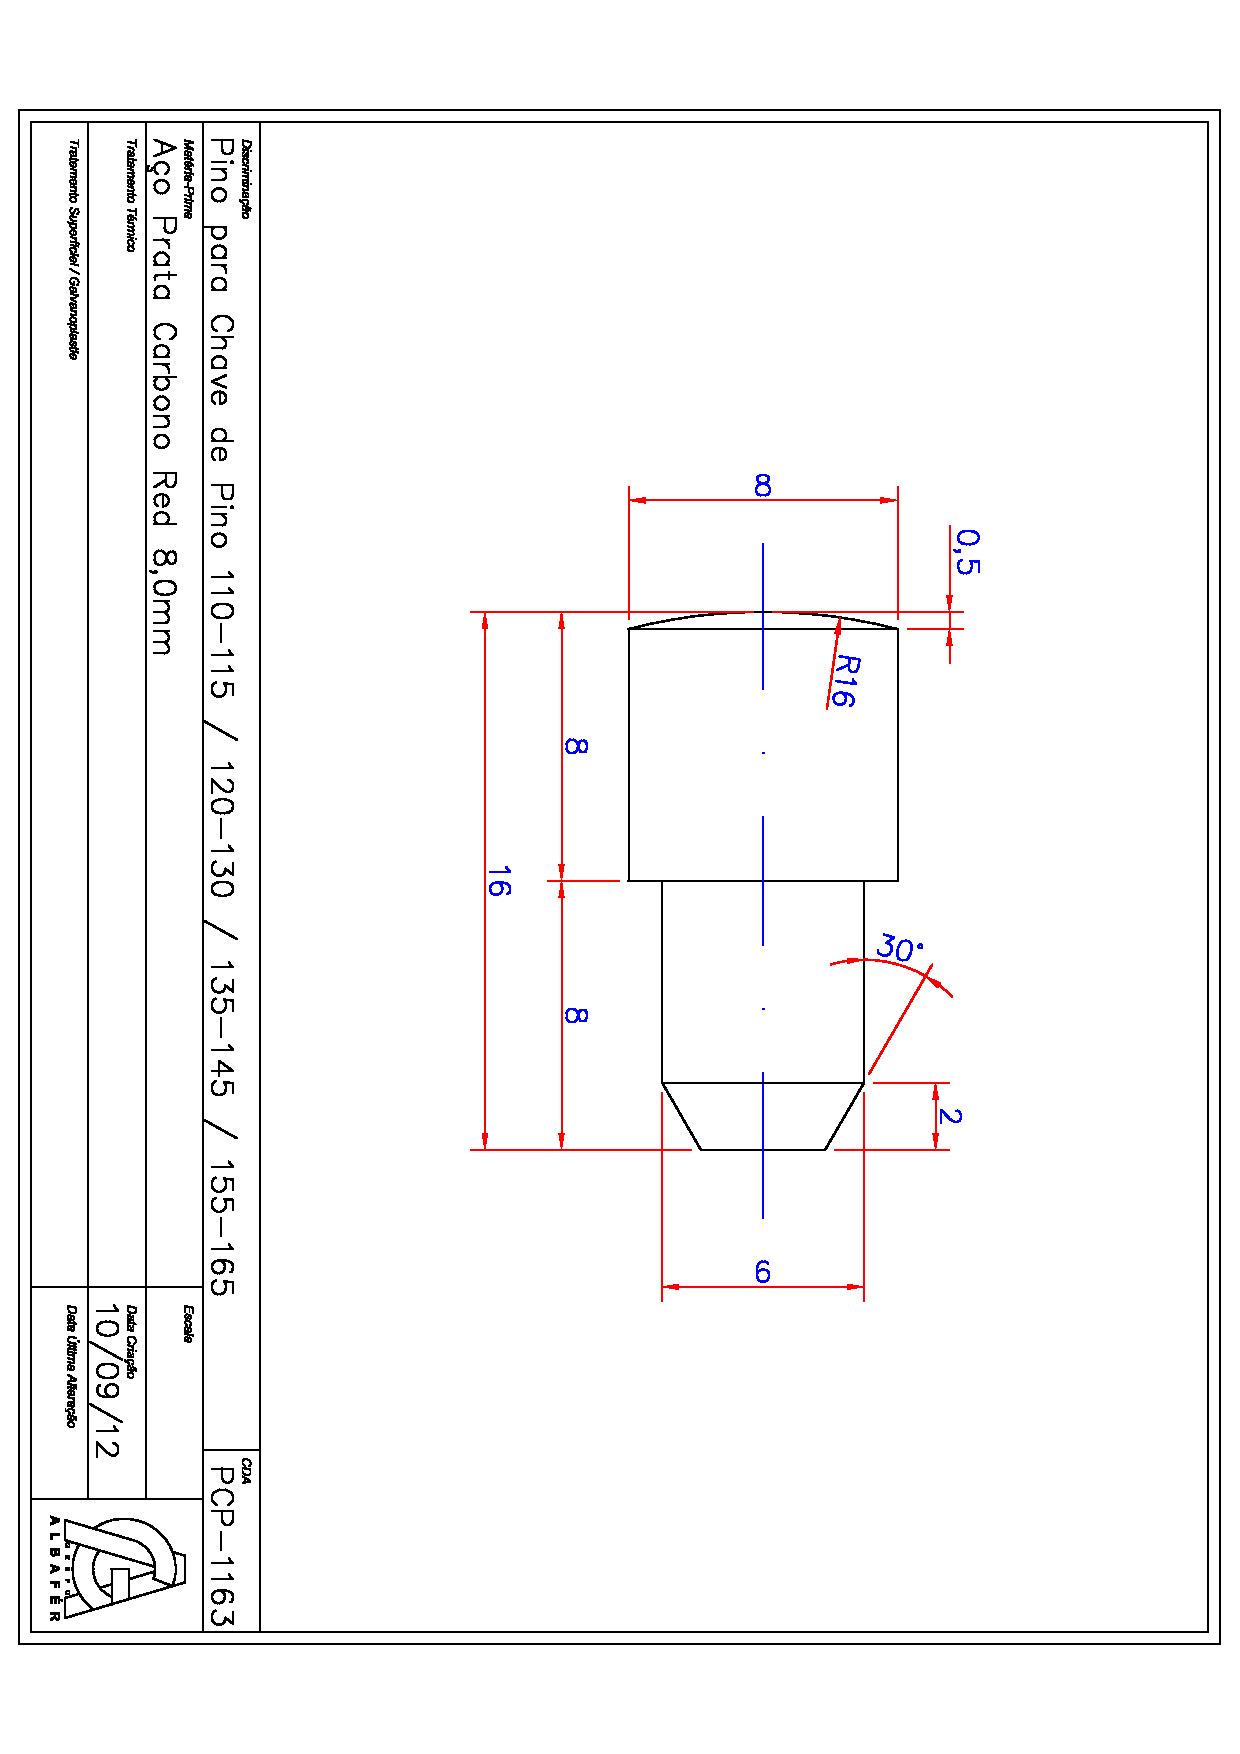 8
0,5
R16
8
16
30°
8
2
6
Discriminação
Pino para Chave de Pino 110-115 / 120-130 / 135-145 / 155-165
CDA
PCP-1163
Matéria-Prima
Aço Prata Carbono Red 8,0mm
Escala
Tratamento Térmico
Data Criação
10/09/12
Tratamento Superficial / Galvanoplastia
Data Última Alteração
GRUPO
ALBAFÉR